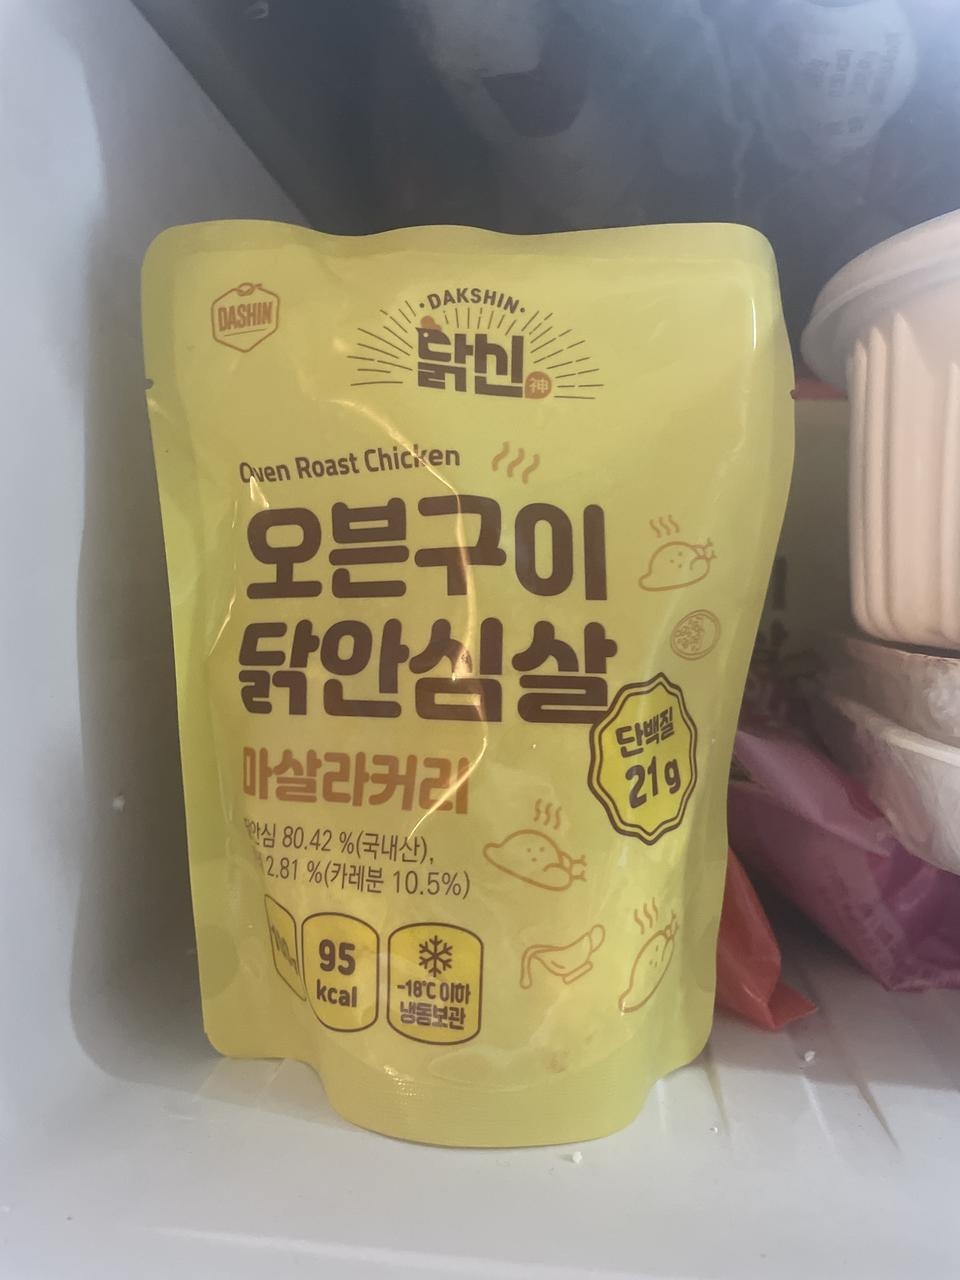 DASHIN
·DAKSHIN·
닭신神
Oven Roast Chicken
오븐구이
닭안심살
단백질
21g
마살라커리
안심 80.42 %(국내산),
2.81 %(카레분 10.5%)
95
kcal
-18℃ 이하
냉동보관